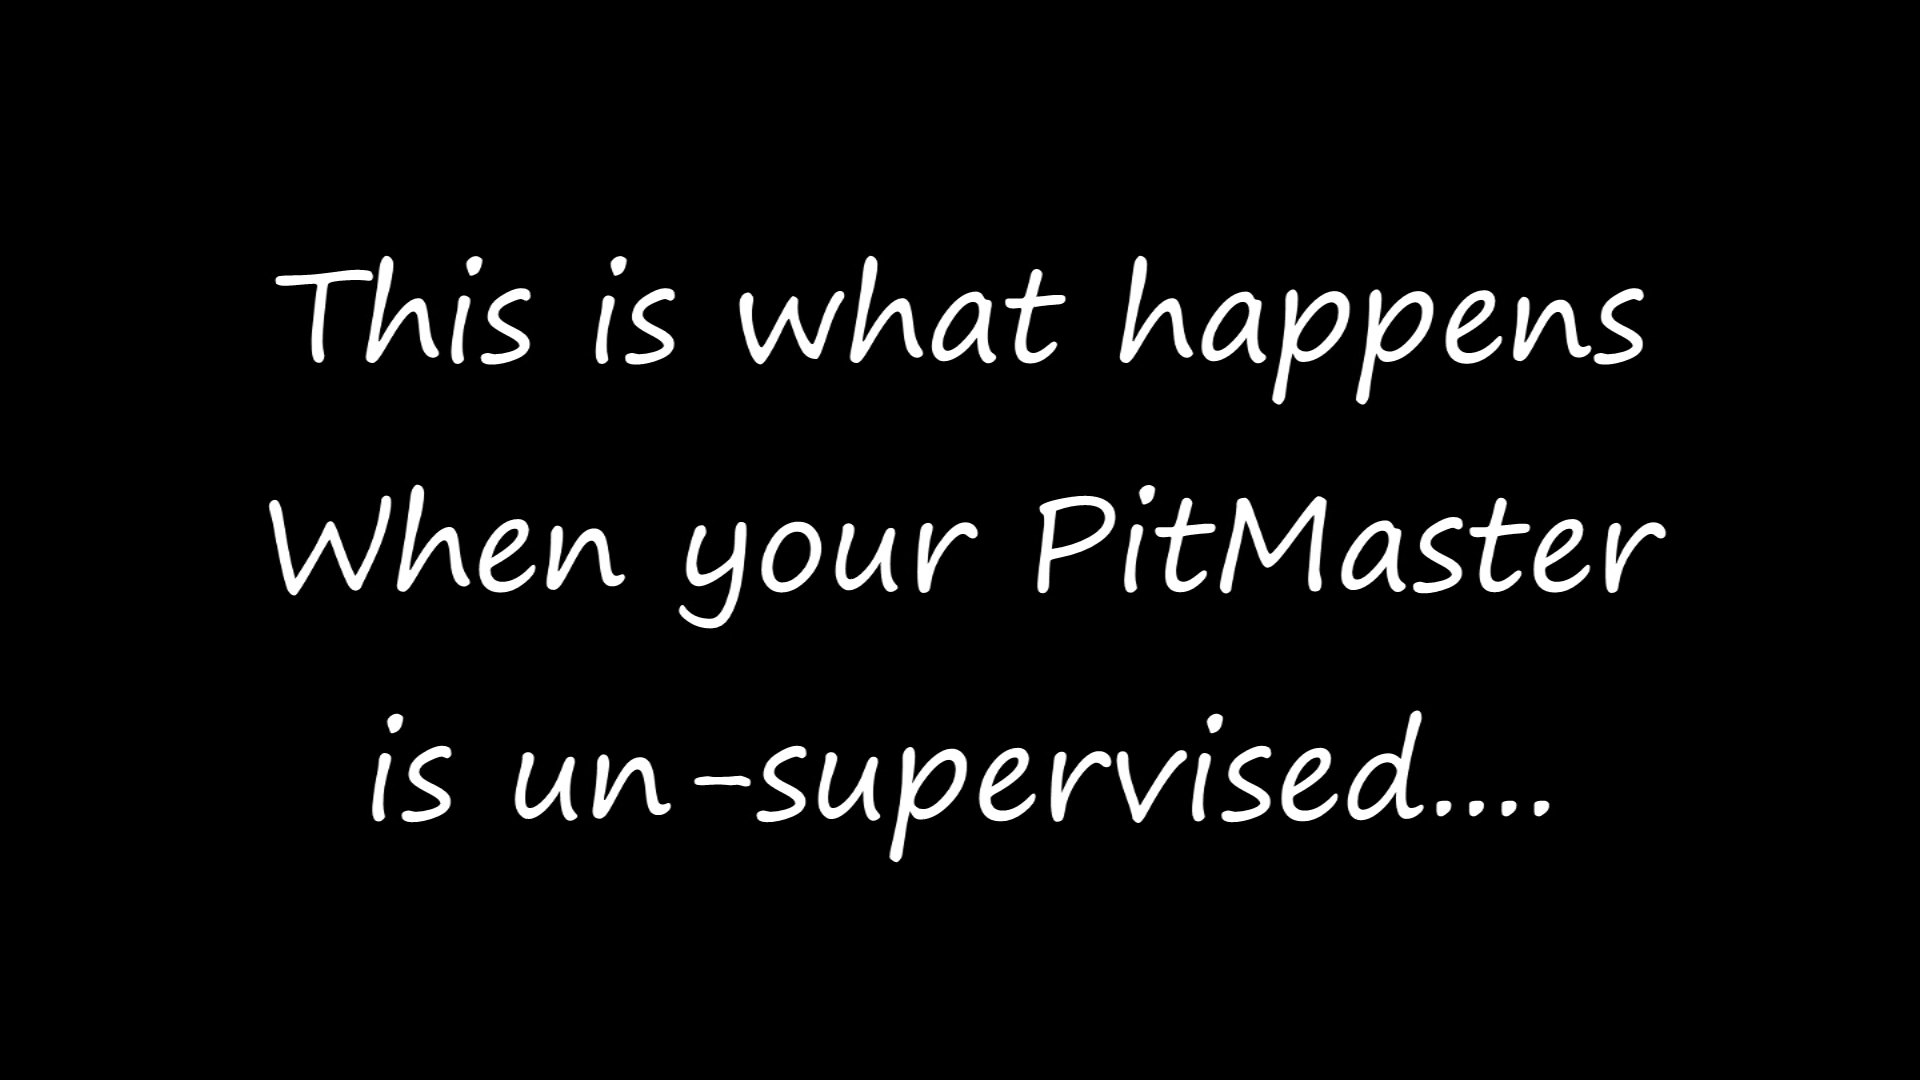 This is what happens
When your PitMaster
is un-supervised....